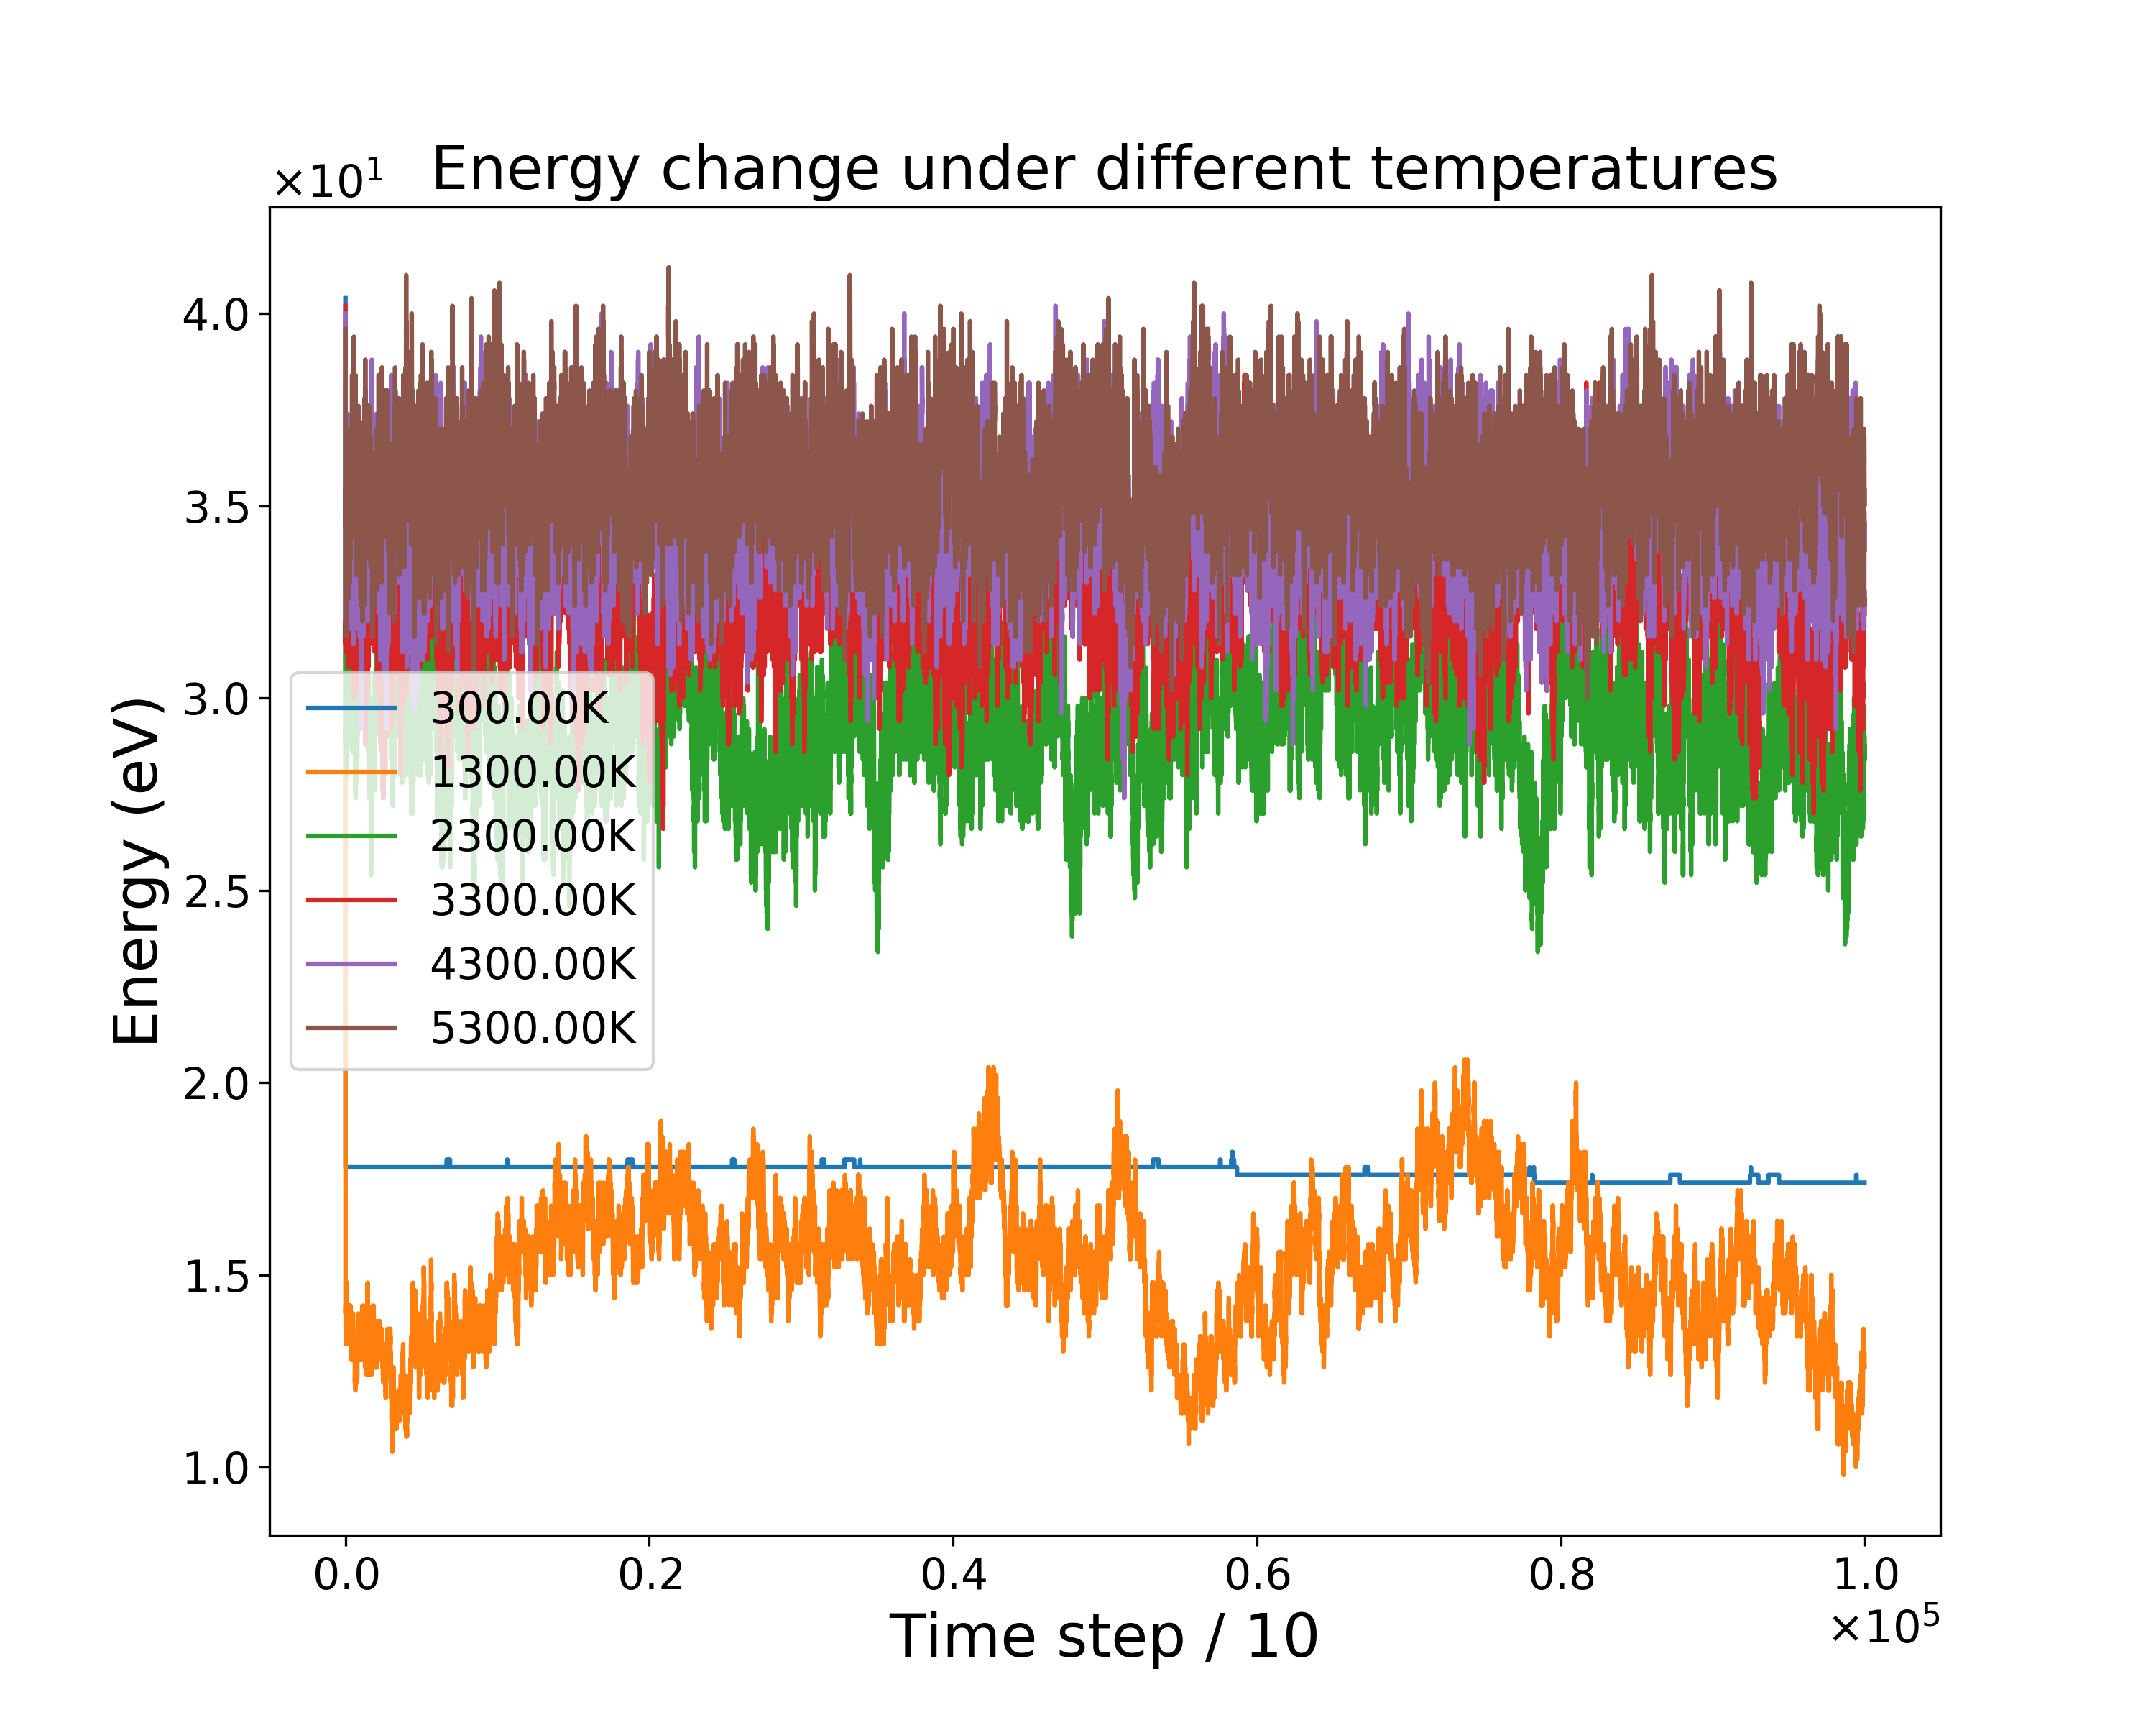 Energy change under different temperatures
×10¹
4.0
3.5
3.0
2.5
2.0
1.5
1.0
Energy (eV)
300.00K
1300.00K
2300.00K
3300.00K
4300.00K
5300.00K
0.0 0.2 0.4 0.6 0.8 1.0
Time step / 10
×10⁵